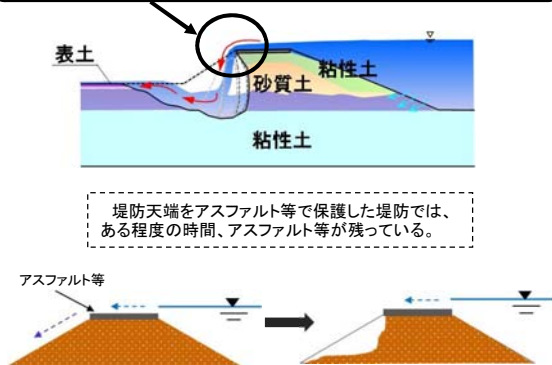 表土
粘性土
砂質土
粘性土
堤防天端をアスファルト等で保護した堤防では、
ある程度の時間、アスファルト等が残っている。
アスファルト等